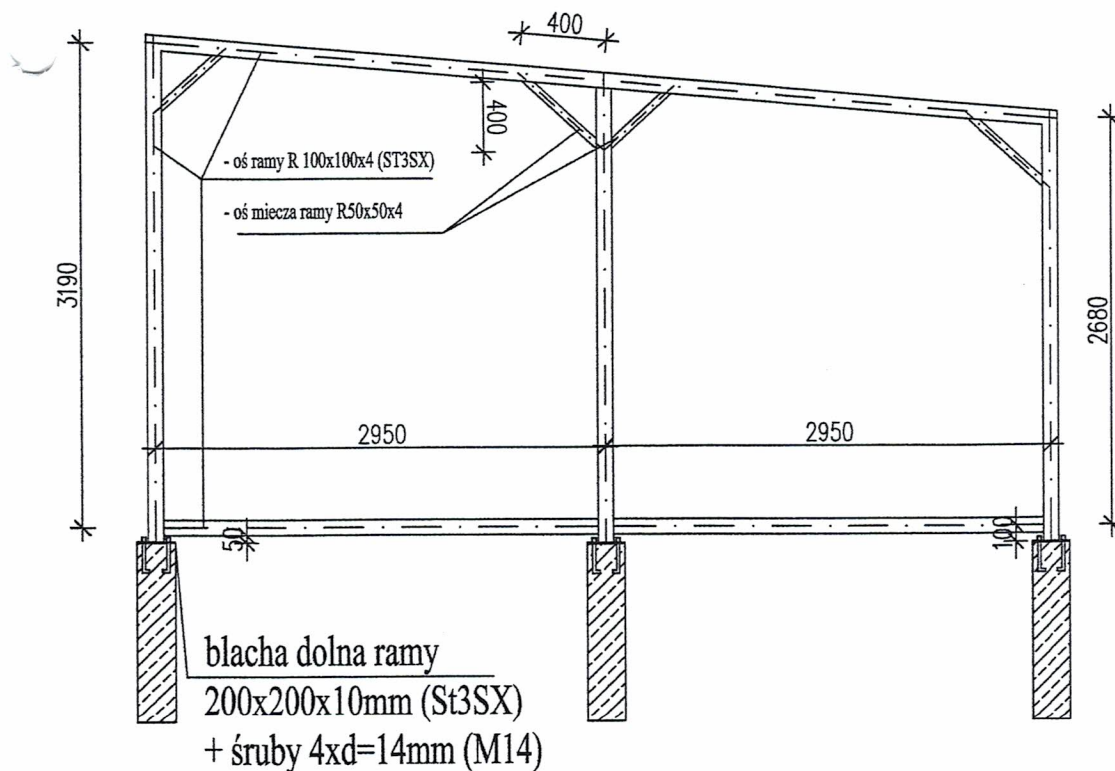 400
400
- oś ramy R 100x100x4 (ST3SX)
- oś miecza ramy R50x50x4
3190
2680
2950
2950
50
100
blacha dolna ramy
200x200x10mm (St3SX)
+ śruby 4xd=14mm (M14)